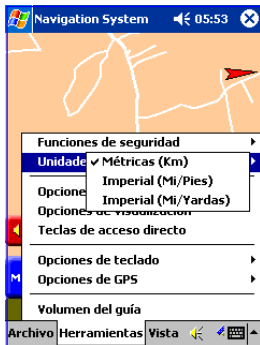 Navigation System 05:53
Funciones de seguridad
Unidade
Métricas (Km)
Imperial (Mi/Pies)
Imperial (Mi/Yardas)
Opcione
Opciones de visualización
Teclas de acceso directo
Opciones de teclado
M
Opciones de GPS
Volumen del guía
Archivo Herramientas Vista